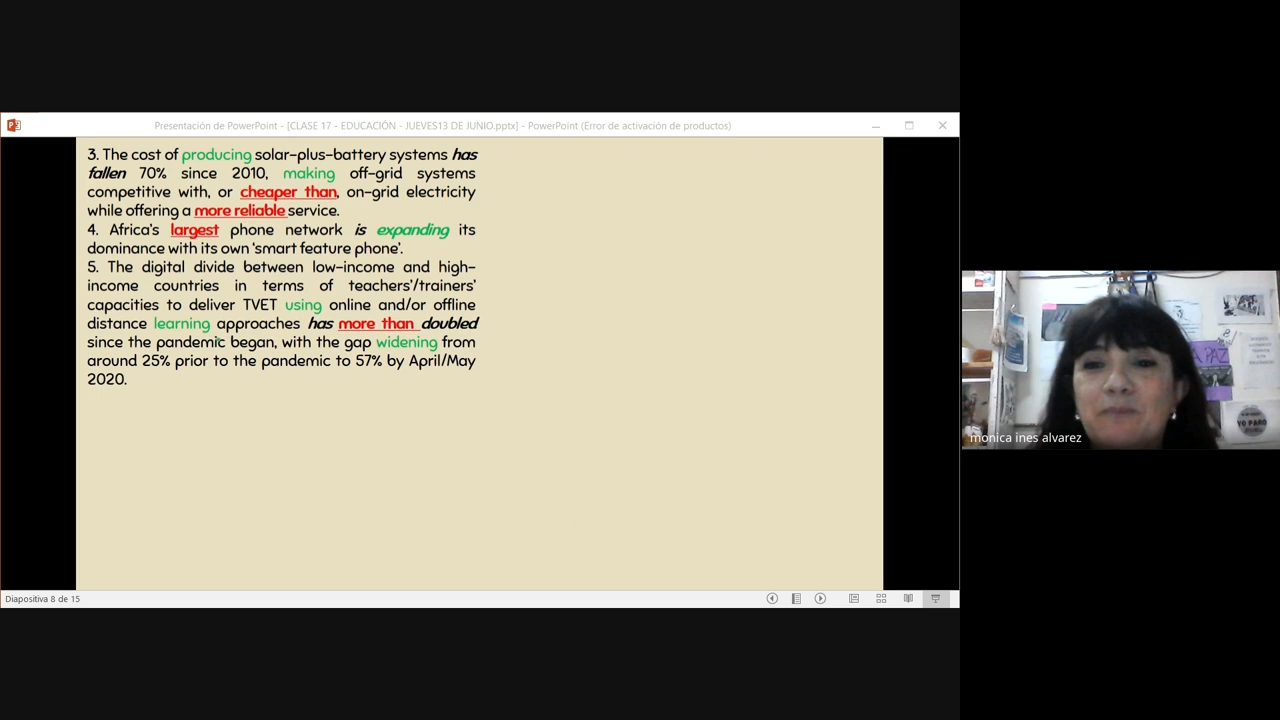 Presentación de PowerPoint - [CLASE 17 - EDUCACIÓN - JUEVES13 DE JUNIO.pptx] - PowerPoint (Error de activación de productos)
3. The cost of producing solar-plus-battery systems has
fallen 70% since 2010, making off-grid systems
competitive with, or cheaper than, on-grid electricity
while offering a more reliable service.
4. Africa's largest phone network is expanding its
dominance with its own 'smart feature phone'.
5. The digital divide between low-income and high-
income countries in terms of teachers'/trainers'
capacities to deliver TVET using online and/or offline
distance learning approaches has more than doubled
since the pandemic began, with the gap widening from
around 25% prior to the pandemic to 57% by April/May
2020.
Diapositiva 8 de 15
PAZ
YO PARO
monica ines alvarez